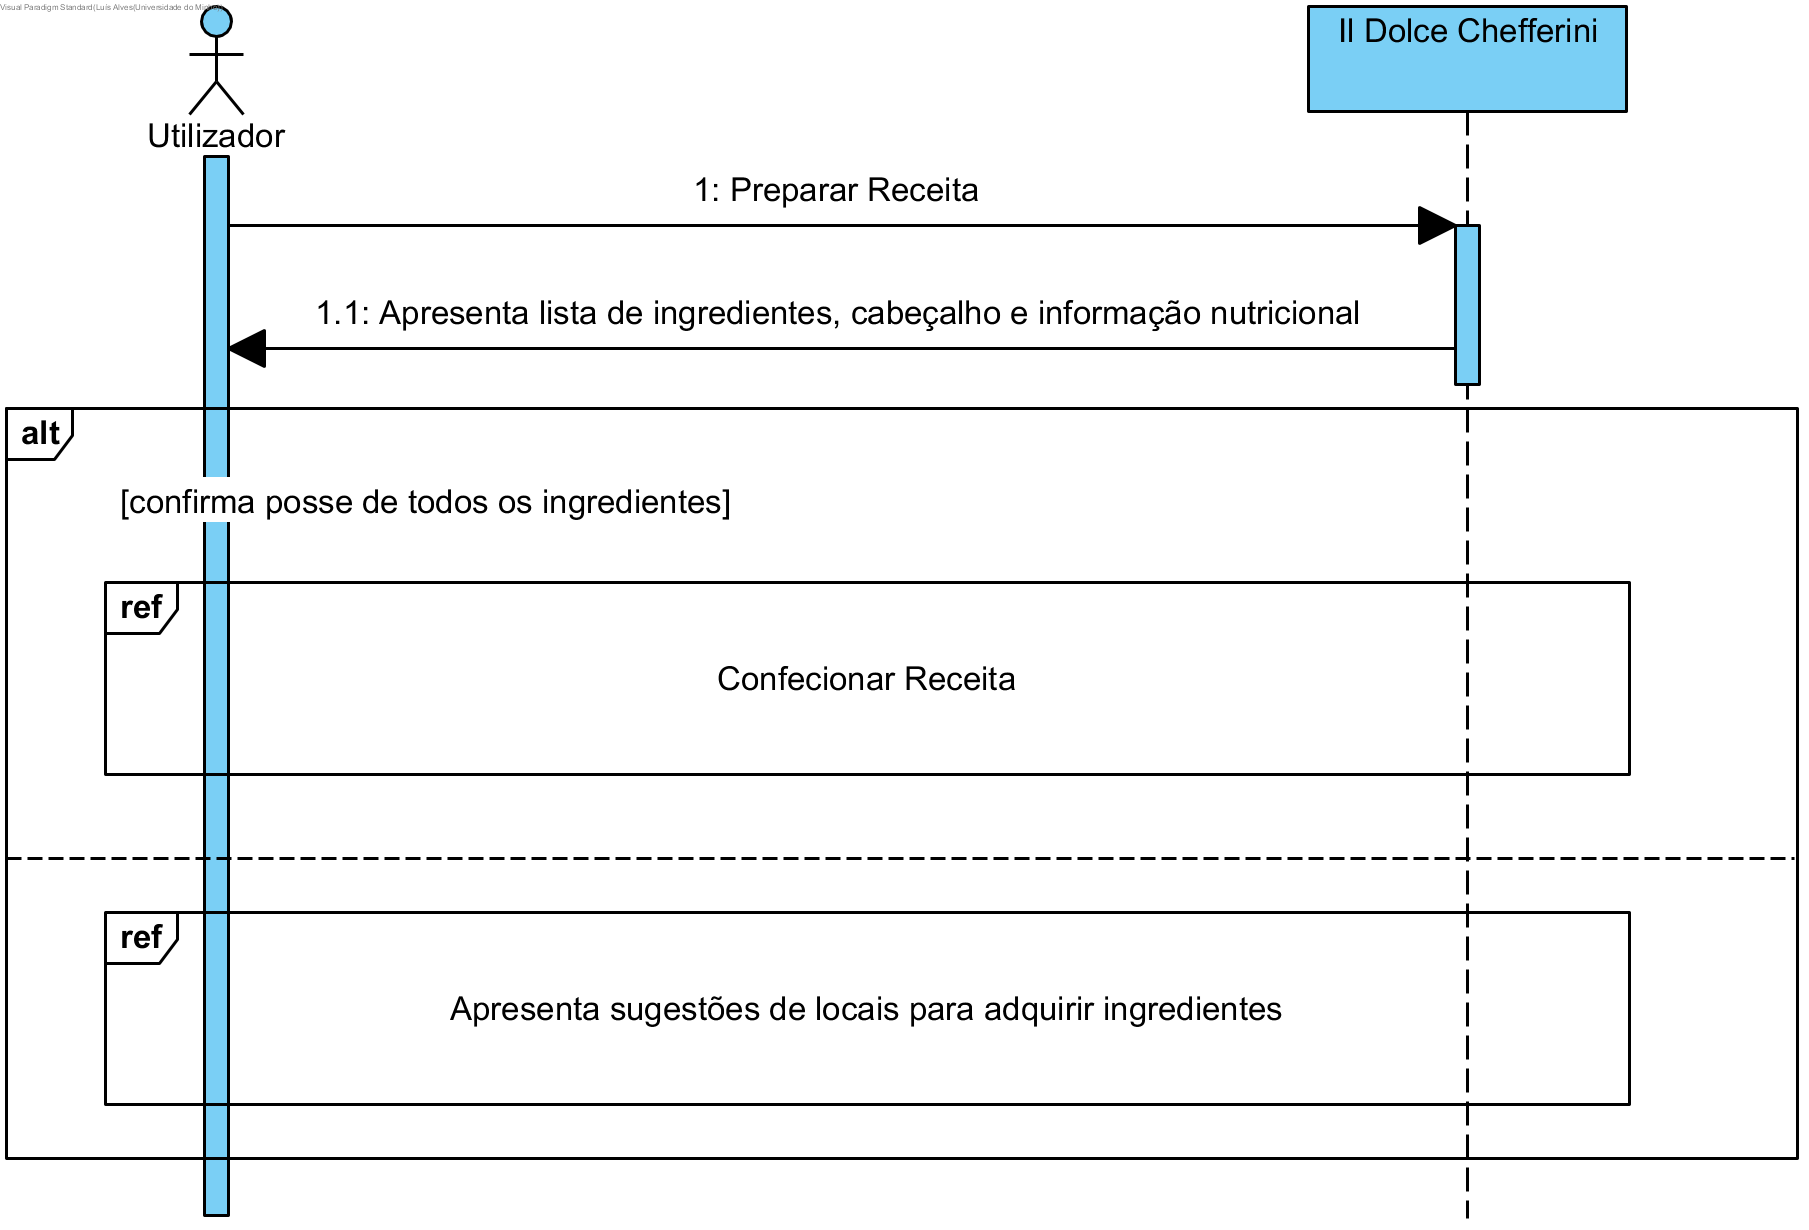 Visual Paradigm Standard(Luís Alves(Universidade do Minho))
Il Dolce Chefferini
Utilizador
1: Preparar Receita
1.1: Apresenta lista de ingredientes, cabeçalho e informação nutricional
alt
[confirma posse de todos os ingredientes]
ref
Confecionar Receita
ref
Apresenta sugestões de locais para adquirir ingredientes